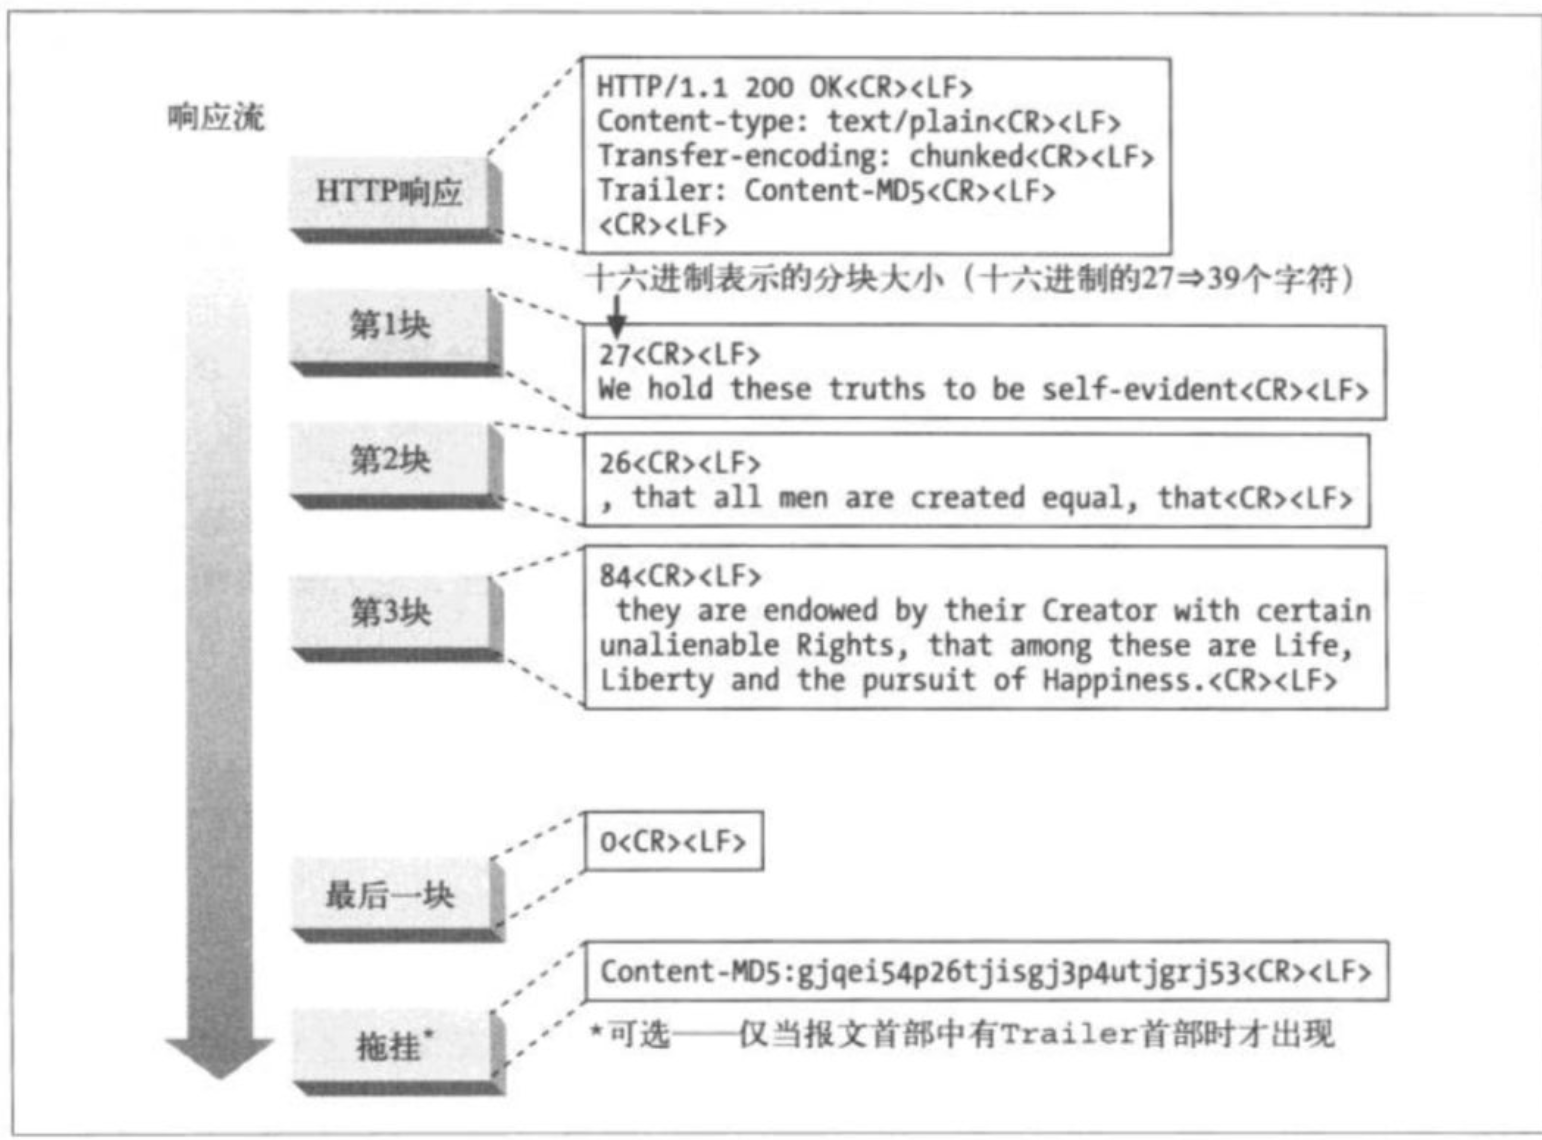 响应流
HTTP响应
HTTP/1.1 200 OK<CR><LF>
Content-type: text/plain<CR><LF>
Transfer-encoding: chunked<CR><LF>
Trailer: Content-MD5<CR><LF>
<CR><LF>
十六进制表示的分块大小（十六进制的27⇒39个字符）
第1块
27<CR><LF>
We hold these truths to be self-evident<CR><LF>
第2块
26<CR><LF>
, that all men are created equal, that<CR><LF>
第3块
84<CR><LF>
they are endowed by their Creator with certain
unalienable Rights, that among these are Life,
Liberty and the pursuit of Happiness.<CR><LF>
最后一块
0<CR><LF>
拖挂*
Content-MD5:gjqei54p26tjisgj3p4utjgrj53<CR><LF>
*可选——仅当报文首部中有Trailer首部时才出现